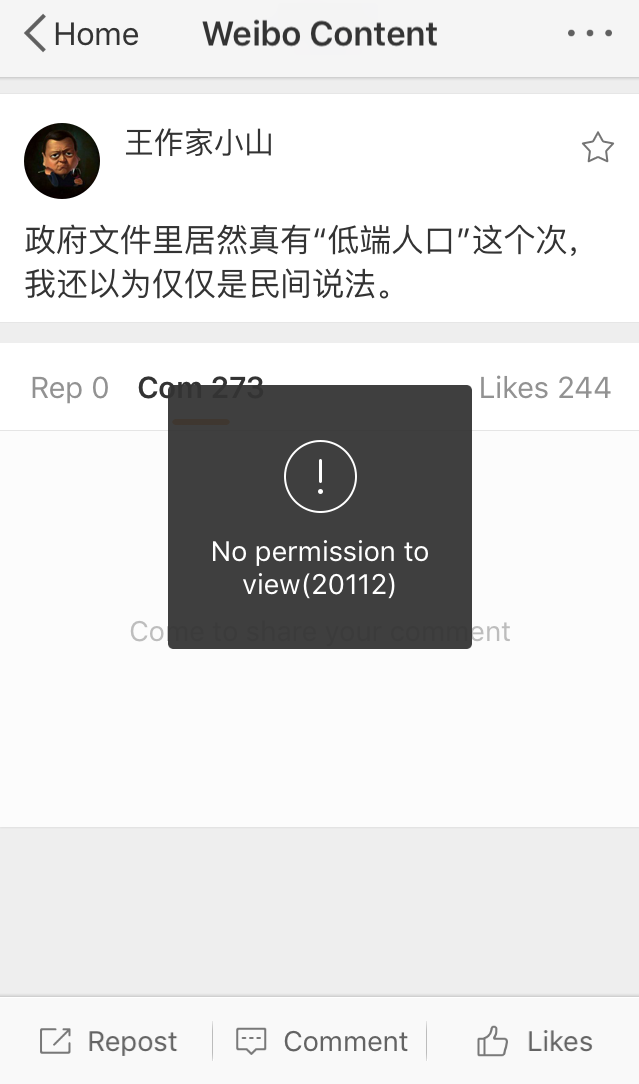 Home
Weibo Content
王作家小山
政府文件里居然真有“低端人口”这个次，
我还以为仅仅是民间说法。
Rep 0
Com 273
Likes 244
No permission to
view(20112)
Come to share your comment
Repost
Comment
Likes